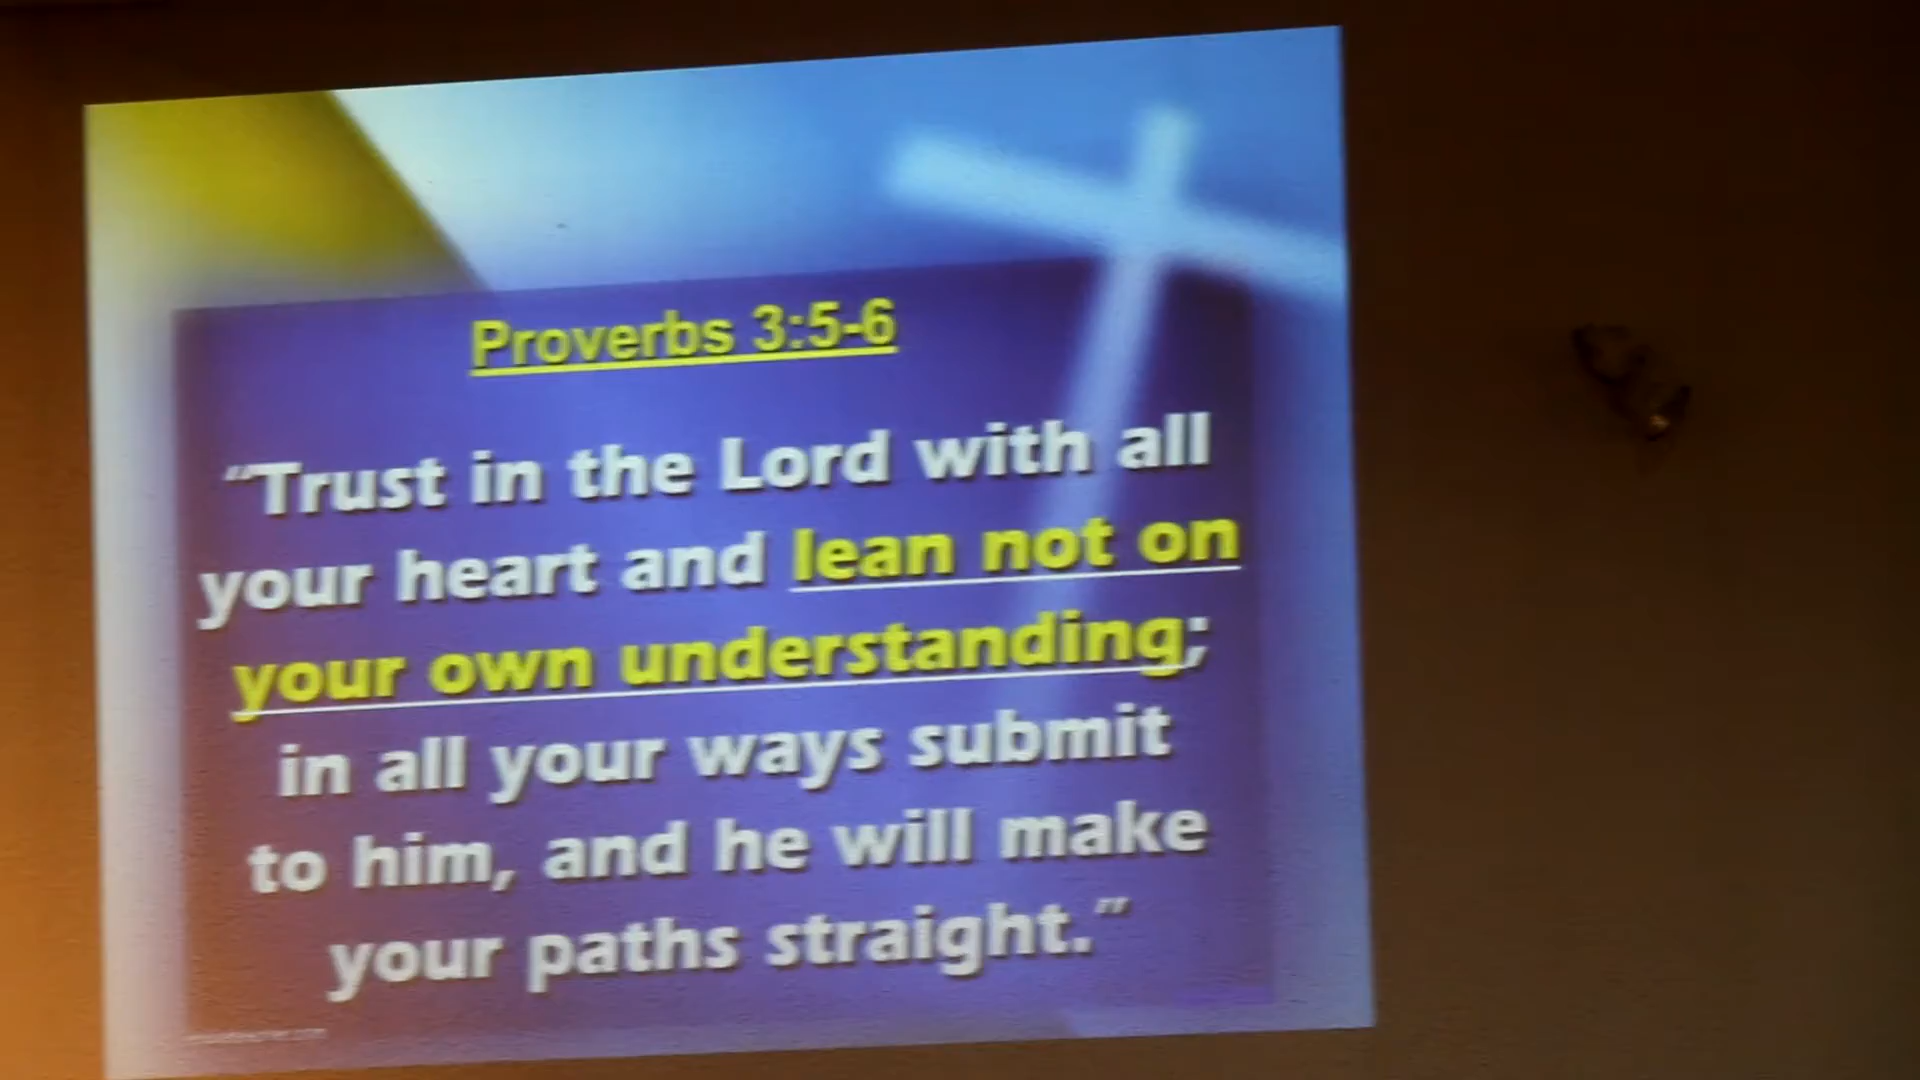 Proverbs 3:5-6
“Trust in the Lord with all
your heart and lean not on
your own understanding;
in all your ways submit
to him, and he will make
your paths straight.”